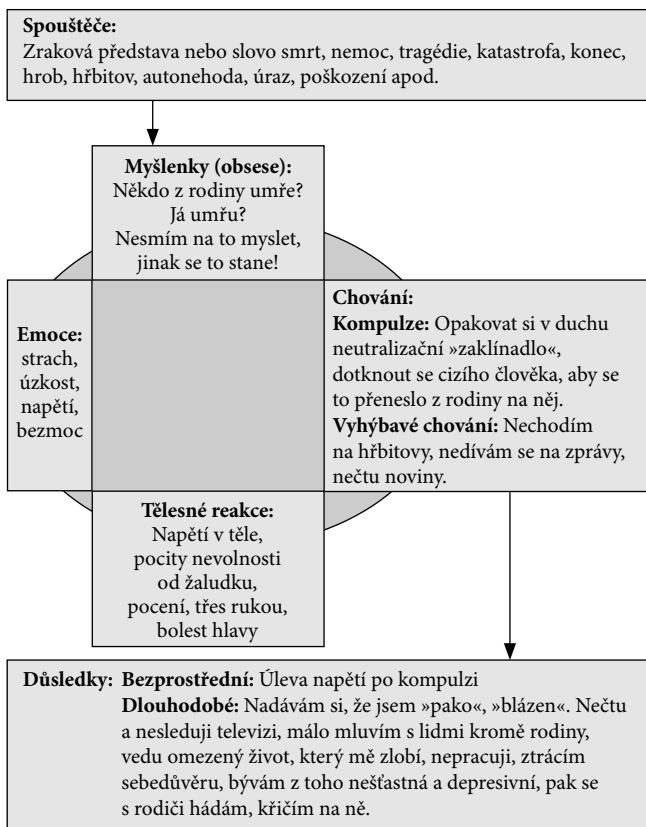 Spouštěče:
Zraková představa nebo slovo smrt, nemoc, tragédie, katastrofa, konec,
hrob, hřbitov, autonehoda, úraz, poškození apod.
Myšlenky (obsese):
Někdo z rodiny umře?
Já umřu?
Nesmím na to myslet,
jinak se to stane!
Emoce:
strach,
úzkost,
napětí,
bezmoc
Chování:
Kompulze: Opakovat si v duchu
neutralizační »zaklínadlo«,
dotknout se cizího člověka, aby se
to přeneslo z rodiny na něj.
Vyhýbavé chování: Nechodím
na hřbitovy, nedívám se na zprávy,
nečtu noviny.
Tělesné reakce:
Napětí v těle,
pocity nevolnosti
od žaludku,
pocení, třes rukou,
bolest hlavy
Důsledky: Bezprostřední: Úleva napětí po kompulzi
Dlouhodobé: Nadávám si, že jsem »pako«, »blázen«. Nečtu
a nesleduji televizi, málo mluvím s lidmi kromě rodiny,
vedu omezený život, který mě zlobí, nepracuji, ztrácím
sebedůvěru, bývám z toho nešťastná a depresivní, pak se
s rodiči hádám, křičím na ně.